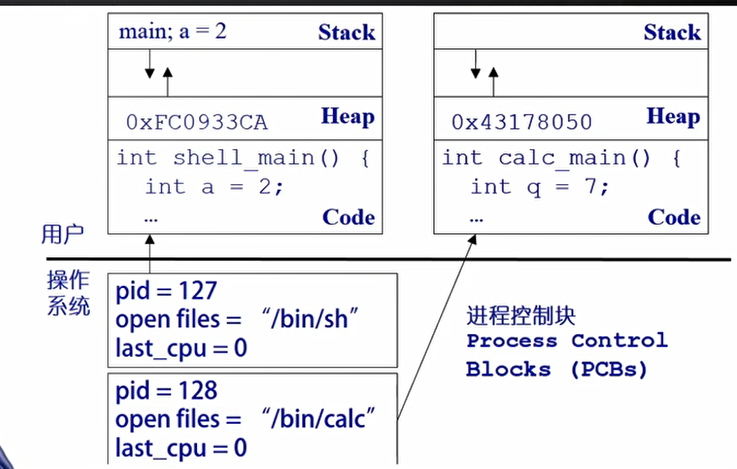 main; a = 2 Stack
0xFC0933CA Heap
int shell_main() {
int a = 2;
... Code
Stack
0x43178050 Heap
int calc_main() {
int q = 7;
... Code
用户
操作
系统
pid = 127
open files = “/bin/sh”
last_cpu = 0
pid = 128
open files = “/bin/calc”
last_cpu = 0
进程控制块
Process Control
Blocks (PCBs)